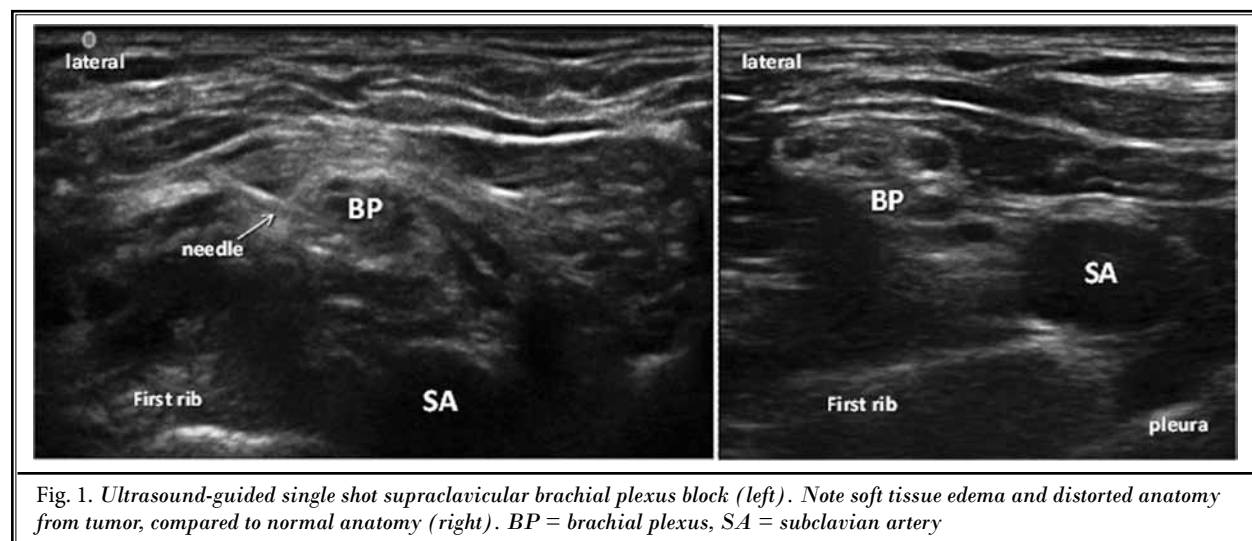 lateral
BP
needle
First rib
SA
lateral
BP
SA
First rib
pleura
Fig. 1. Ultrasound-guided single shot supraclavicular brachial plexus block (left). Note soft tissue edema and distorted anatomy
from tumor, compared to normal anatomy (right). BP = brachial plexus, SA = subclavian artery